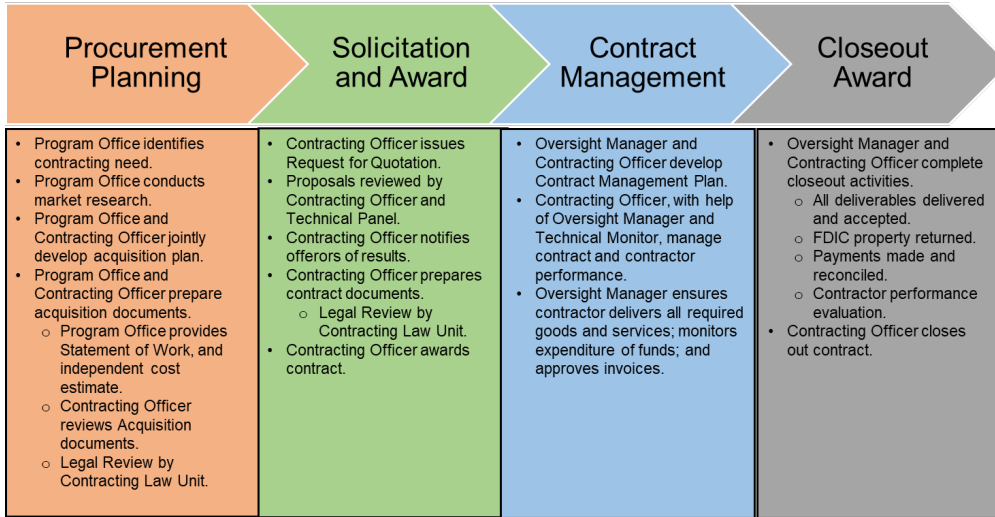 Procurement
Planning
Solicitation
and Award
Contract
Management
Closeout
Award
• Program Office identifies
contracting need.
• Program Office conducts
market research.
• Program Office and
Contracting Officer jointly
develop acquisition plan.
• Program Office and
Contracting Officer prepare
acquisition documents.
o Program Office provides
Statement of Work, and
independent cost
estimate.
o Contracting Officer
reviews Acquisition
documents.
o Legal Review by
Contracting Law Unit.
• Contracting Officer issues
Request for Quotation.
• Proposals reviewed by
Contracting Officer and
Technical Panel.
• Contracting Officer notifies
offerors of results.
• Contracting Officer prepares
contract documents.
o Legal Review by
Contracting Law Unit.
• Contracting Officer awards
contract.
• Oversight Manager and
Contracting Officer develop
Contract Management Plan.
• Contracting Officer, with help
of Oversight Manager and
Technical Monitor, manage
contract and contractor
performance.
• Oversight Manager ensures
contractor delivers all required
goods and services; monitors
expenditure of funds; and
approves invoices.
• Oversight Manager and
Contracting Officer complete
closeout activities.
o All deliverables delivered
and accepted.
o FDIC property returned.
o Payments made and
reconciled.
o Contractor performance
evaluation.
• Contracting Officer closes
out contract.